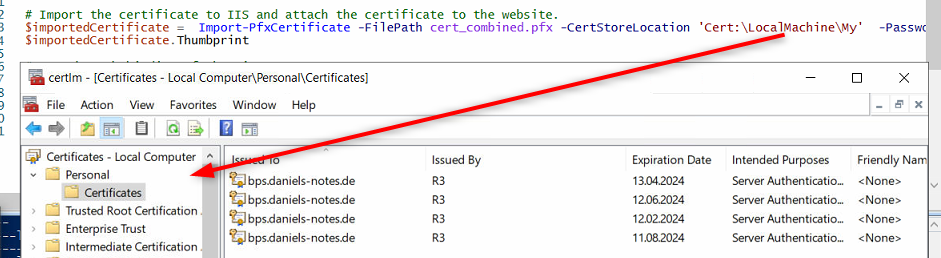 # Import the certificate to IIS and attach the certificate to the website.
$importedCertificate = Import-PfxCertificate -FilePath cert_combined.pfx -CertStoreLocation 'Cert:\LocalMachine\My' -Passwo
$importedCertificate.Thumbprint
certlm - [Certificates - Local Computer\Personal\Certificates]
File Action View Favorites Window Help
Certificates - Local Computer
Personal
Certificates
Trusted Root Certification
Enterprise Trust
Intermediate Certification
Issued To Issued By Expiration Date Intended Purposes Friendly Nam
bps.daniels-notes.de R3 13.04.2024 Server Authenticatio... <None>
bps.daniels-notes.de R3 12.06.2024 Server Authenticatio... <None>
bps.daniels-notes.de R3 12.02.2024 Server Authenticatio... <None>
bps.daniels-notes.de R3 11.08.2024 Server Authenticatio... <None>